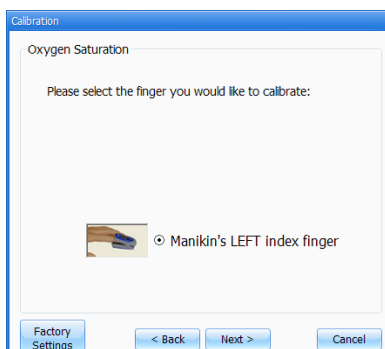 Calibration
Oxygen Saturation
Please select the finger you would like to calibrate:
Manikin's LEFT index finger
Factory
Settings
< Back
Next >
Cancel